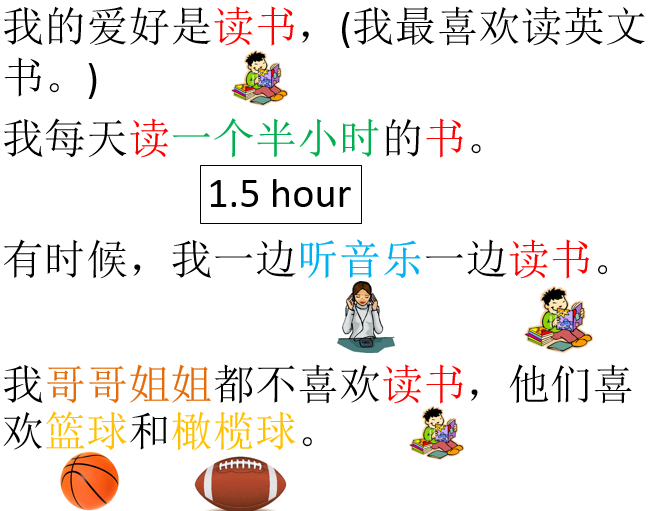 我的爱好是读书，(我最喜欢读英文
书。)
我每天读一个半小时的书。
1.5 hour
有时候，我一边听音乐一边读书。
我哥哥姐姐都不喜欢读书，他们喜
欢篮球和橄榄球。